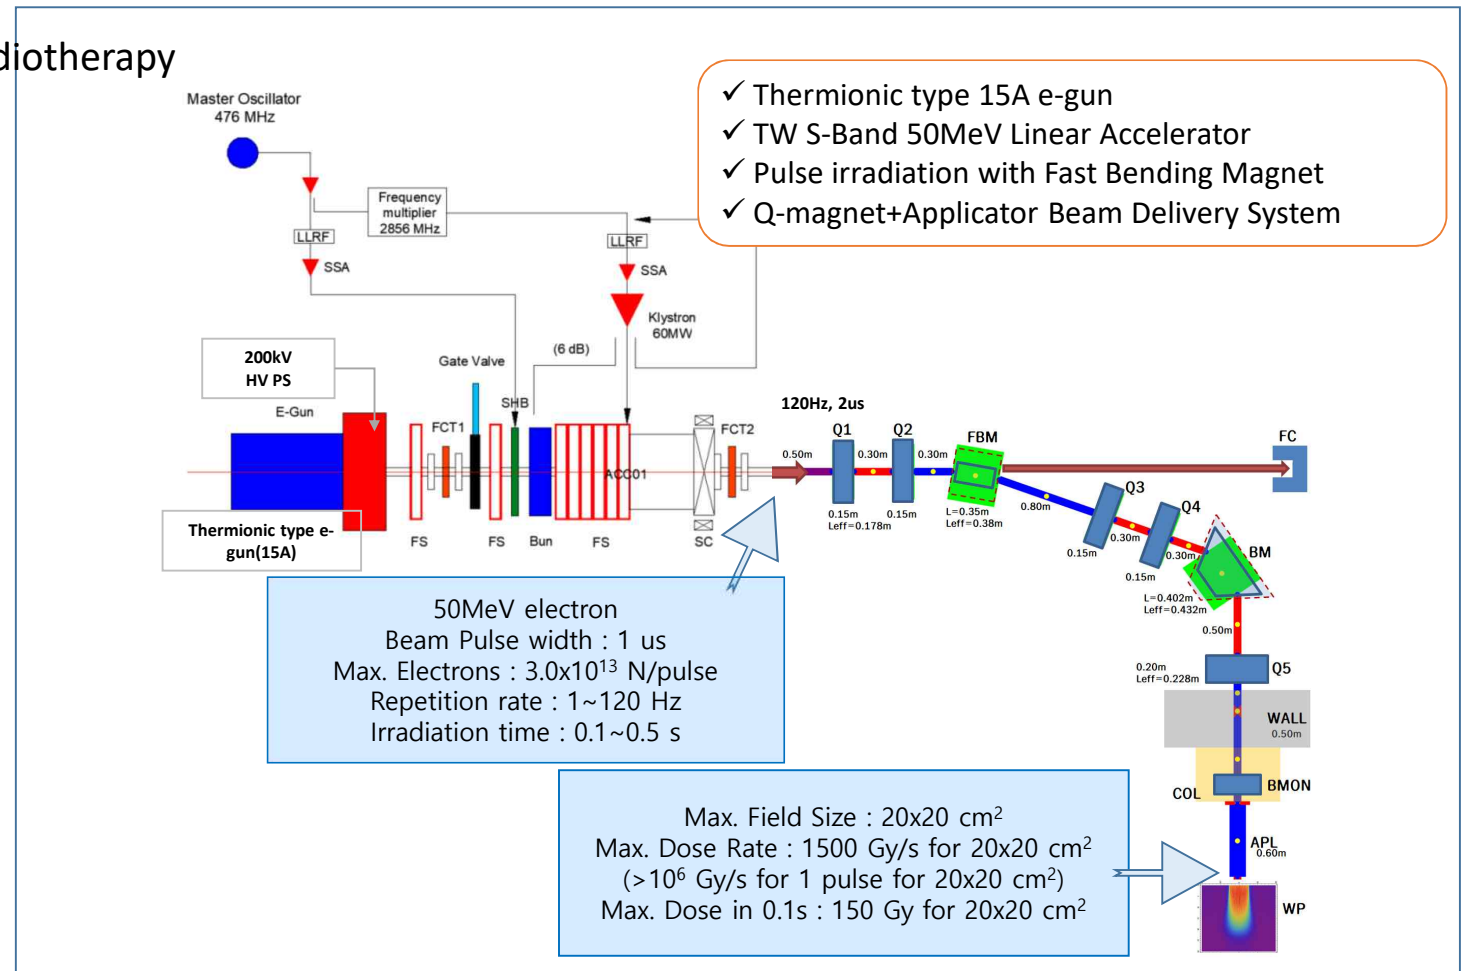 diotherapy
✓ Thermionic type 15A e-gun
✓ TW S-Band 50MeV Linear Accelerator
✓ Pulse irradiation with Fast Bending Magnet
✓ Q-magnet+Applicator Beam Delivery System
Master Oscillator
476 MHz
Frequency
multiplier
2856 MHz
LLRF
LLRF
SSA
SSA
Klystron
60MW
(6 dB)
200kV
HV PS
Gate Valve
E-Gun
SHB
FCT1
FCT2
ACC01
Thermionic type e-
gun(15A)
FS
FS
Bun
FS
SC
120Hz, 2us
0.50m
Q1
0.30m
Q2
0.30m
FBM
FC
0.15m
Leff=0.178m
0.15m
L=0.35m
Leff=0.38m
0.80m
Q3
0.15m
0.30m
Q4
0.15m
0.30m
BM
L=0.402m
Leff=0.432m
0.50m
0.20m
Leff=0.228m
Q5
WALL
0.50m
COL
BMON
APL
0.60m
WP
50MeV electron
Beam Pulse width : 1 us
Max. Electrons : 3.0x10¹³ N/pulse
Repetition rate : 1~120 Hz
Irradiation time : 0.1~0.5 s
Max. Field Size : 20x20 cm²
Max. Dose Rate : 1500 Gy/s for 20x20 cm²
(>10⁶ Gy/s for 1 pulse for 20x20 cm²)
Max. Dose in 0.1s : 150 Gy for 20x20 cm²